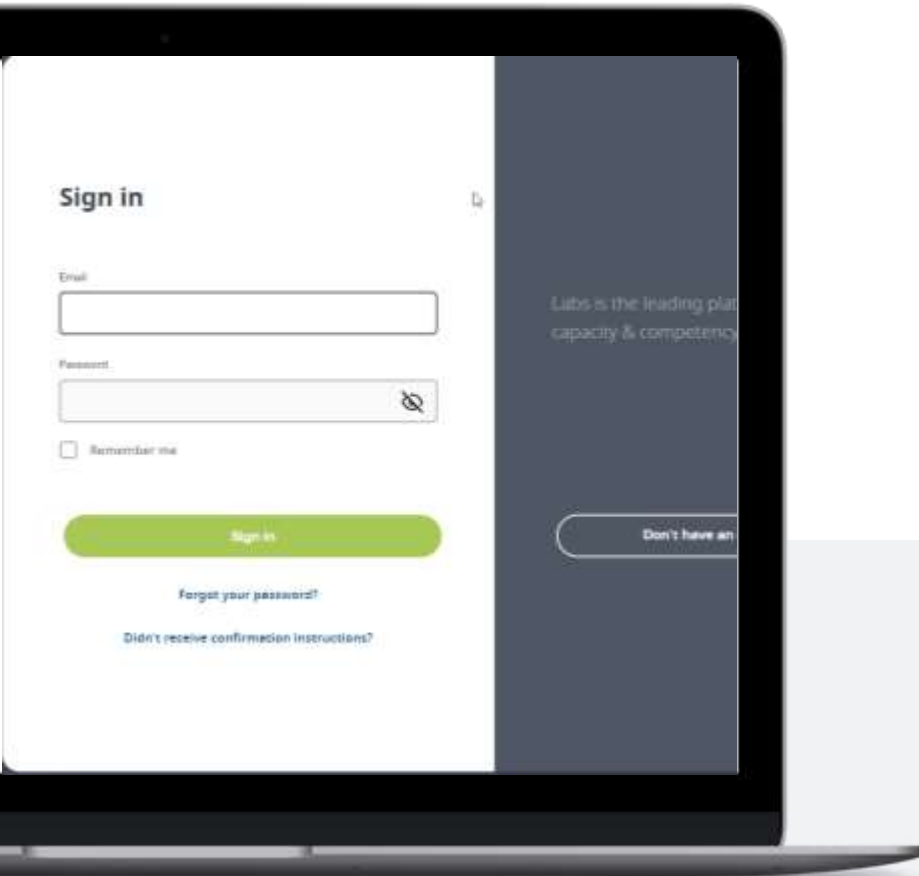 Sign in
Email
Password
Remember me
Sign in
Forgot your password?
Didn't receive confirmation instructions?
Labs is the leading plat
capacity & competency
Don't have an